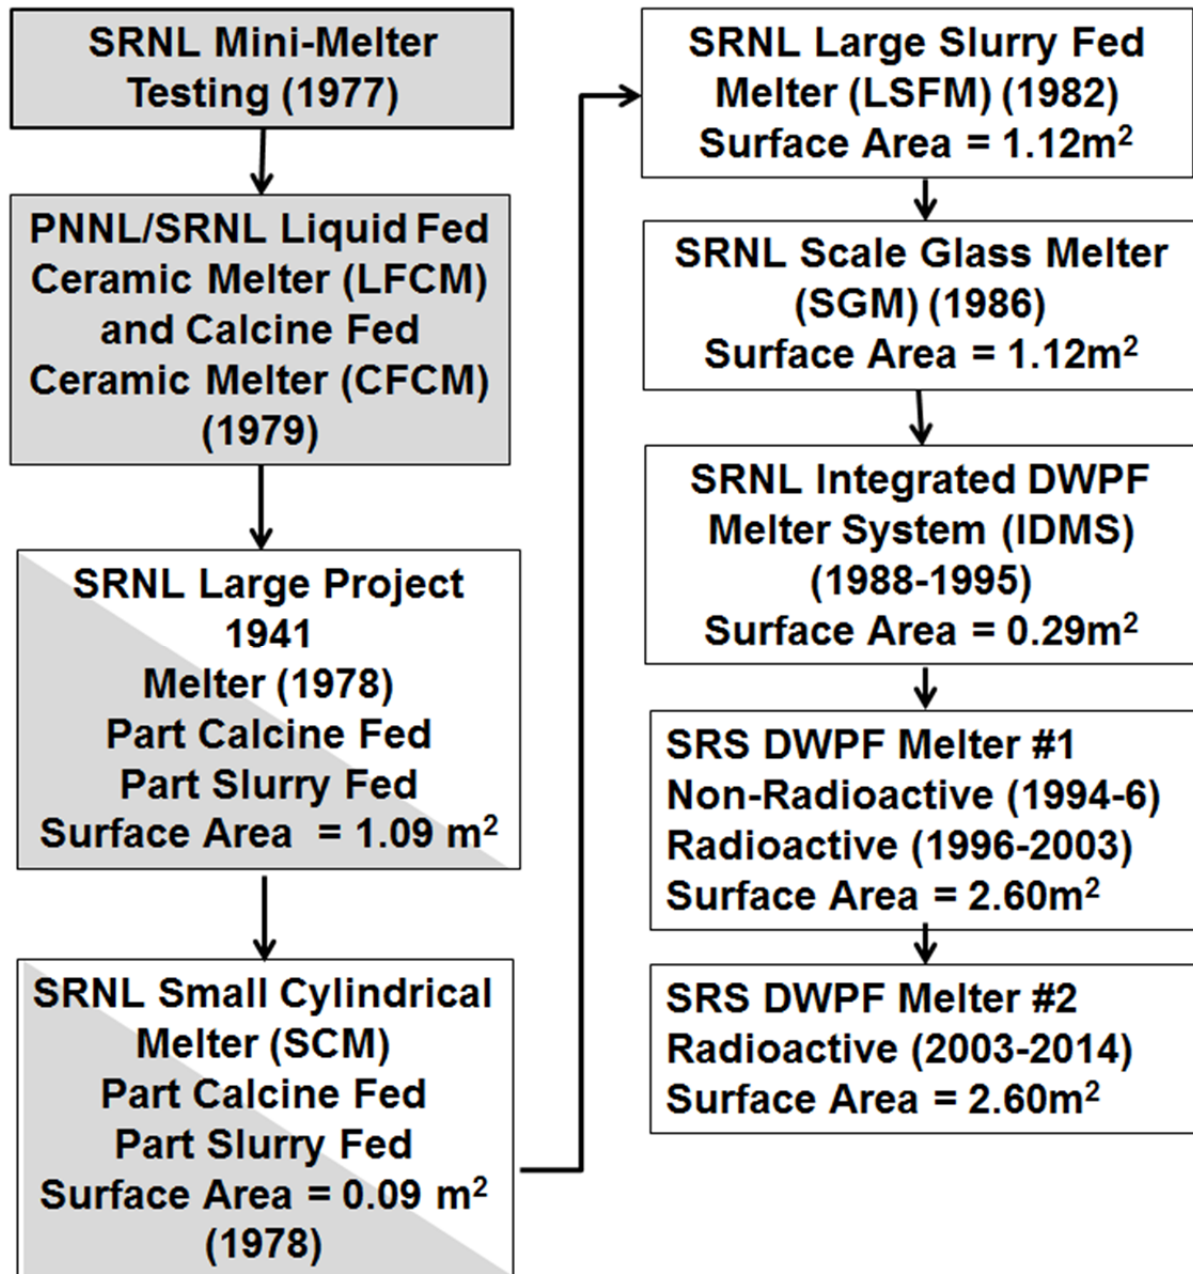 SRNL Mini-Melter
Testing (1977)
PNNL/SRNL Liquid Fed
Ceramic Melter (LFCM)
and Calcine Fed
Ceramic Melter (CFCM)
(1979)
SRNL Large Project
1941
Melter (1978)
Part Calcine Fed
Part Slurry Fed
Surface Area = 1.09 m²
SRNL Small Cylindrical
Melter (SCM)
Part Calcine Fed
Part Slurry Fed
Surface Area = 0.09 m²
(1978)
SRNL Large Slurry Fed
Melter (LSFM) (1982)
Surface Area = 1.12m²
SRNL Scale Glass Melter
(SGM) (1986)
Surface Area = 1.12m²
SRNL Integrated DWPF
Melter System (IDMS)
(1988-1995)
Surface Area = 0.29m²
SRS DWPF Melter #1
Non-Radioactive (1994-6)
Radioactive (1996-2003)
Surface Area = 2.60m²
SRS DWPF Melter #2
Radioactive (2003-2014)
Surface Area = 2.60m²